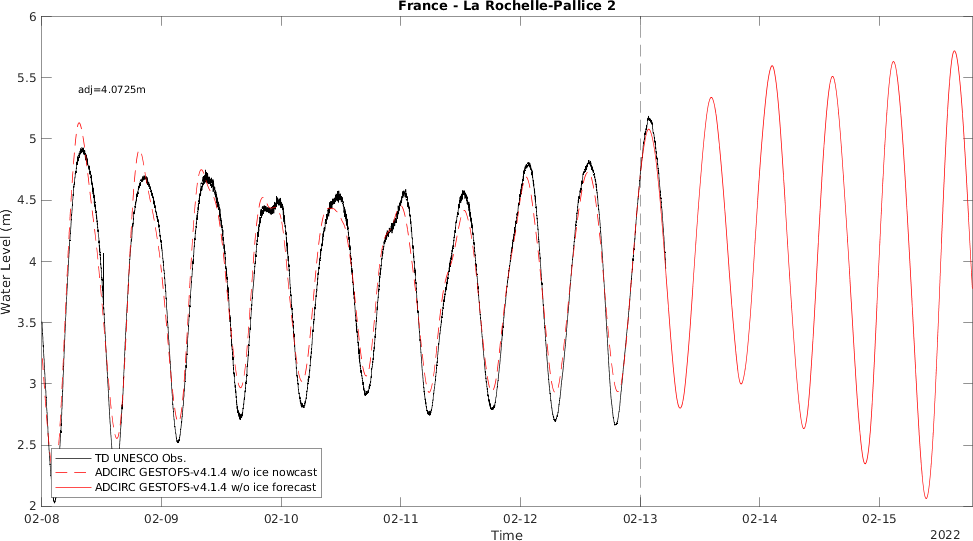 France - La Rochelle-Pallice 2
6
5.5
adj=4.0725m
5
4.5
4
3.5
3
2.5
2
Water Level (m)
TD UNESCO Obs.
ADCIRC GESTOFS-v4.1.4 w/o ice nowcast
ADCIRC GESTOFS-v4.1.4 w/o ice forecast
02-08 02-09 02-10 02-11 02-12 02-13 02-14 02-15
Time
2022